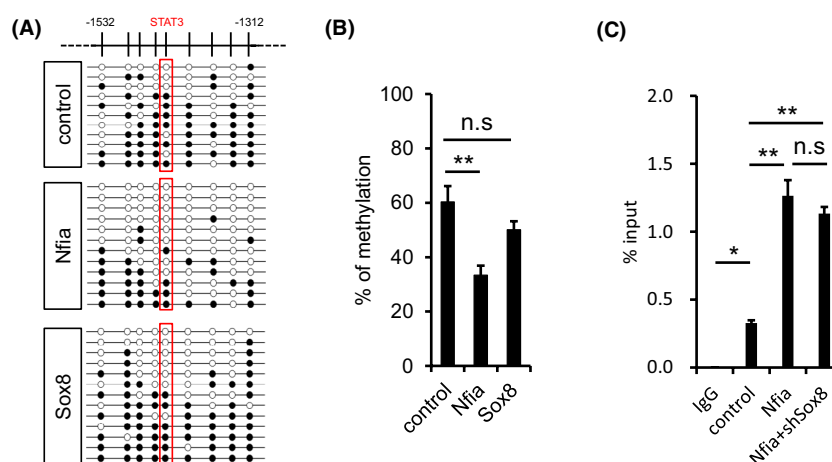 (A)
-1532 STAT3 -1312
control
Nfia
Sox8
(B)
100
80
60
40
20
0
% of methylation
n.s
**
control
Nfia
Sox8
(C)
2.0
1.5
1.0
0.5
0.0
% input
**
** n.s
*
IgG
control
Nfia
Nfia+shSox8